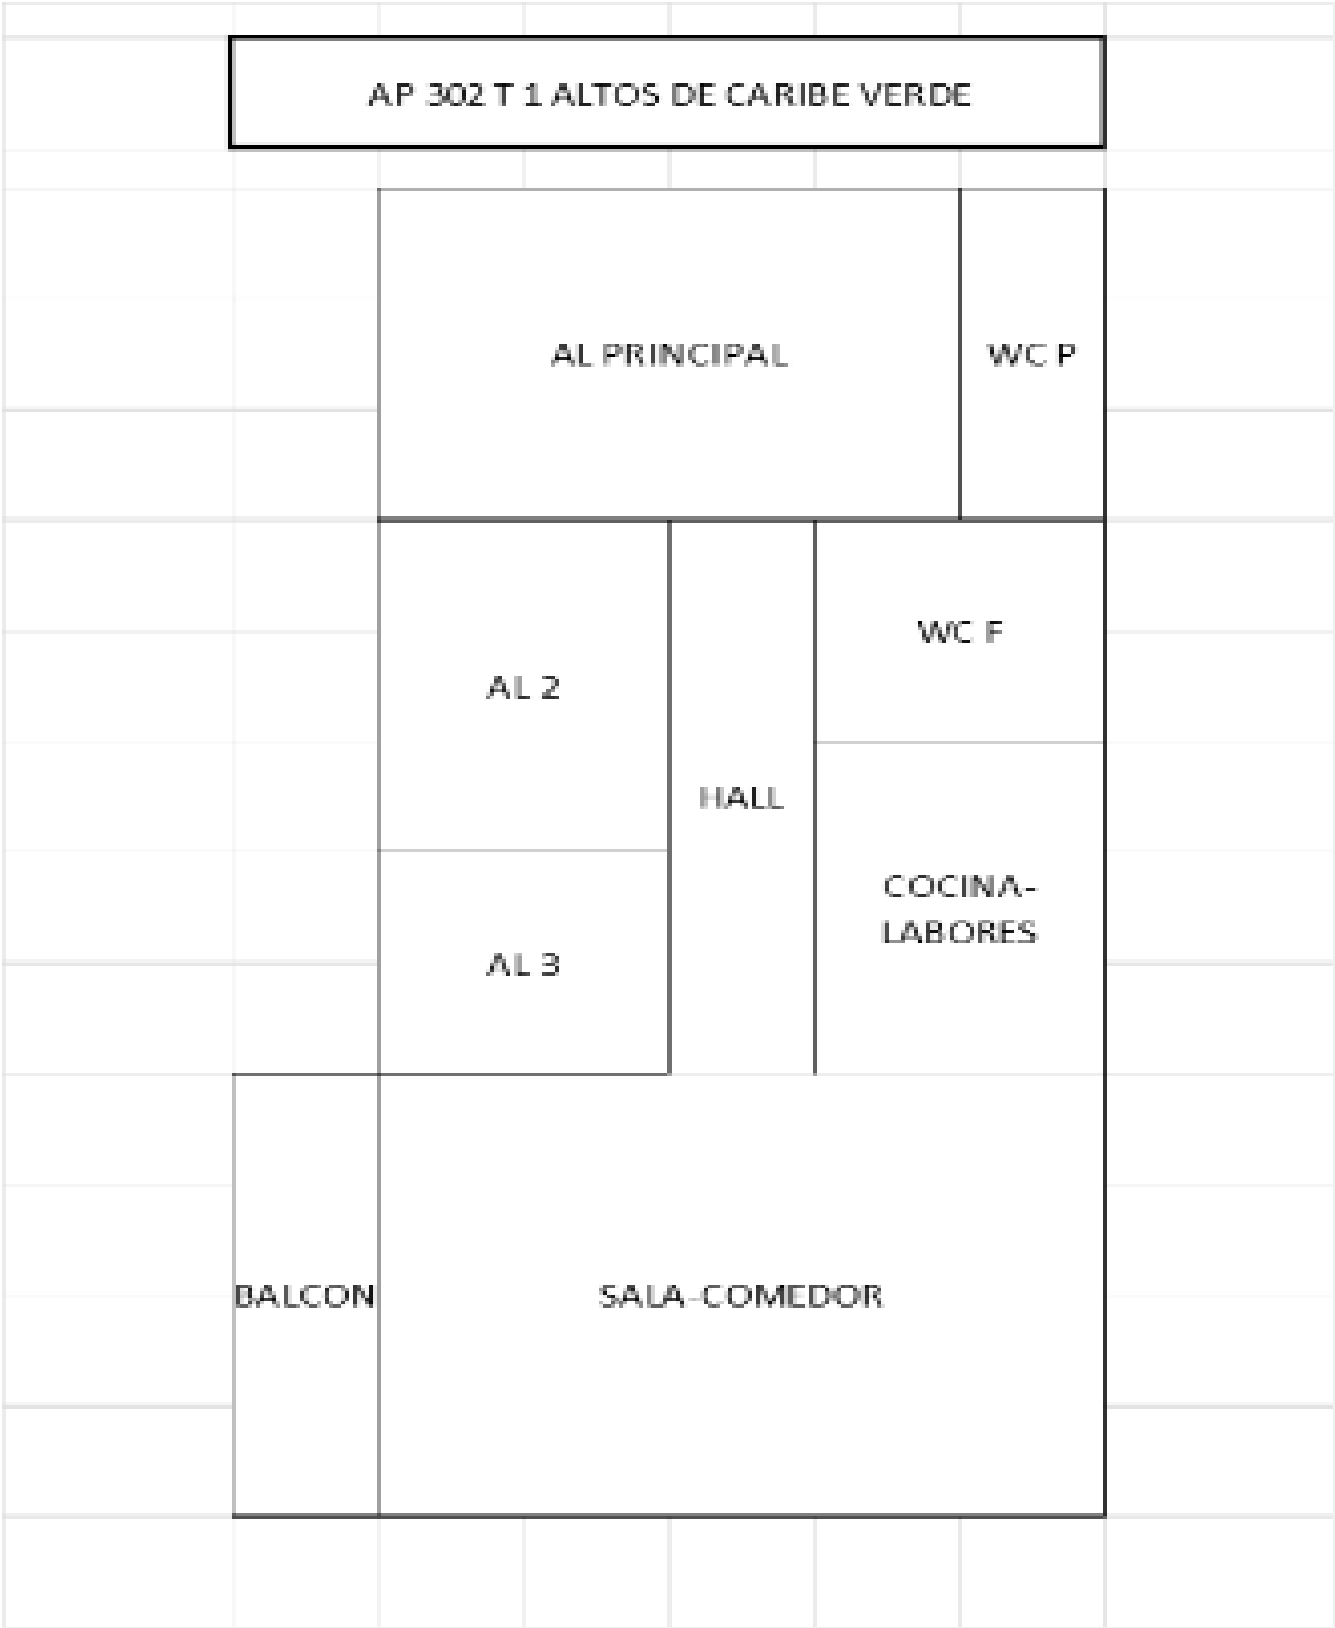 AP 302 T 1 ALTOS DE CARIBE VERDE
AL PRINCIPAL
WC P
WC F
AL 2
HALL
COCINA-
LABORES
AL 3
BALCON
SALA-COMEDOR